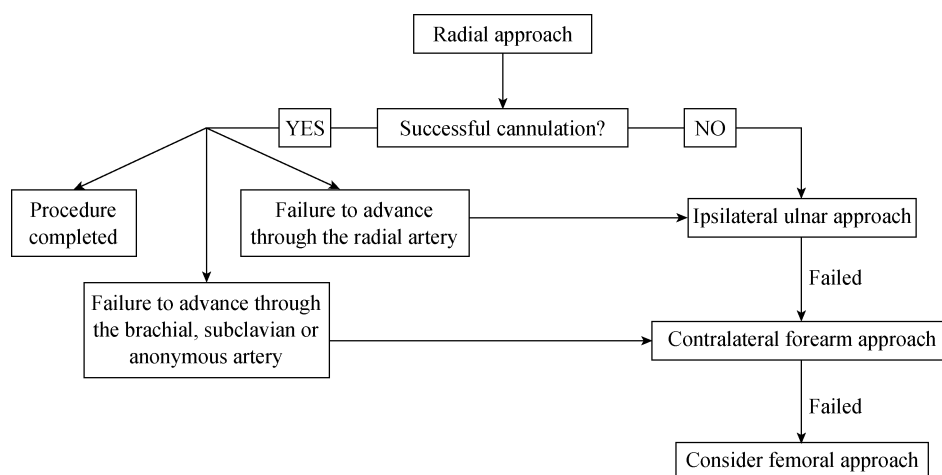 Radial approach
YES
Successful cannulation?
NO
Procedure
completed
Failure to advance
through the radial artery
Ipsilateral ulnar approach
Failed
Failure to advance through
the brachial, subclavian or
anonymous artery
Contralateral forearm approach
Failed
Consider femoral approach